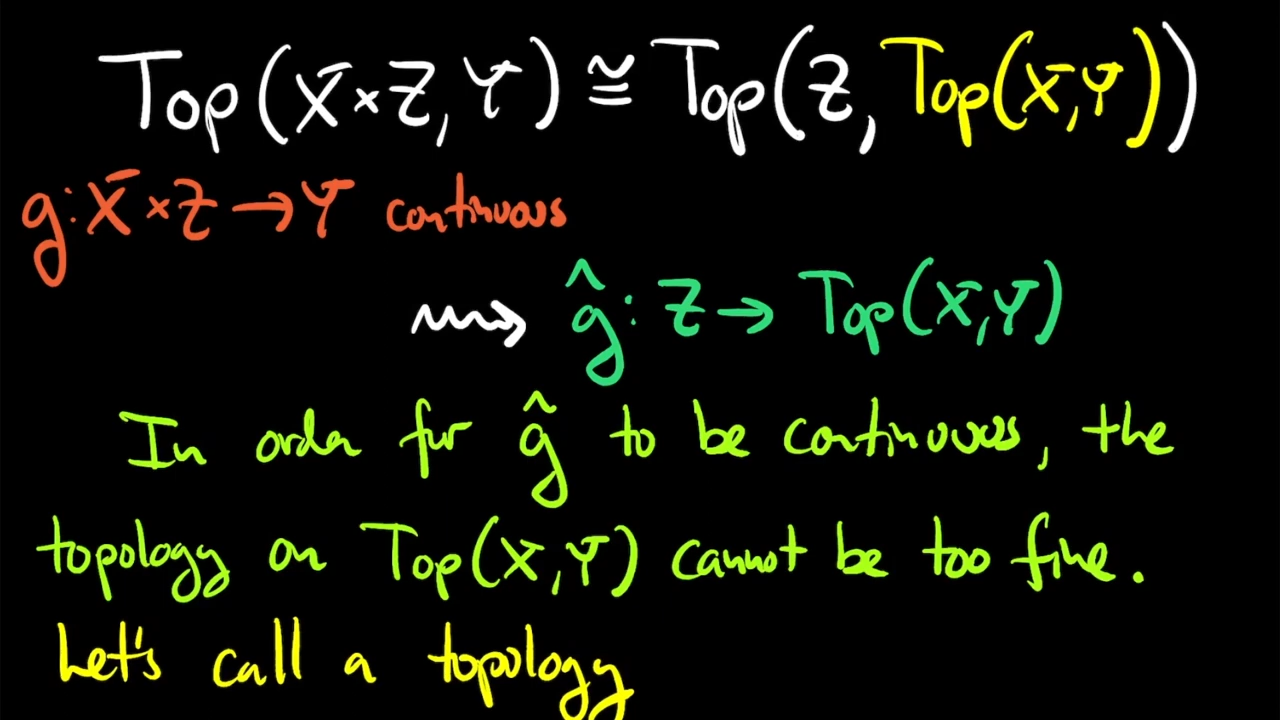 Top(X×Z, Y) ≅ Top(Z, Top(X,Y))
g: X×Z → Y continuous
⇝ ĝ: Z → Top(X,Y)
In order for ĝ to be continuous, the
topology on Top(X,Y) cannot be too fine.
Let's call a topology